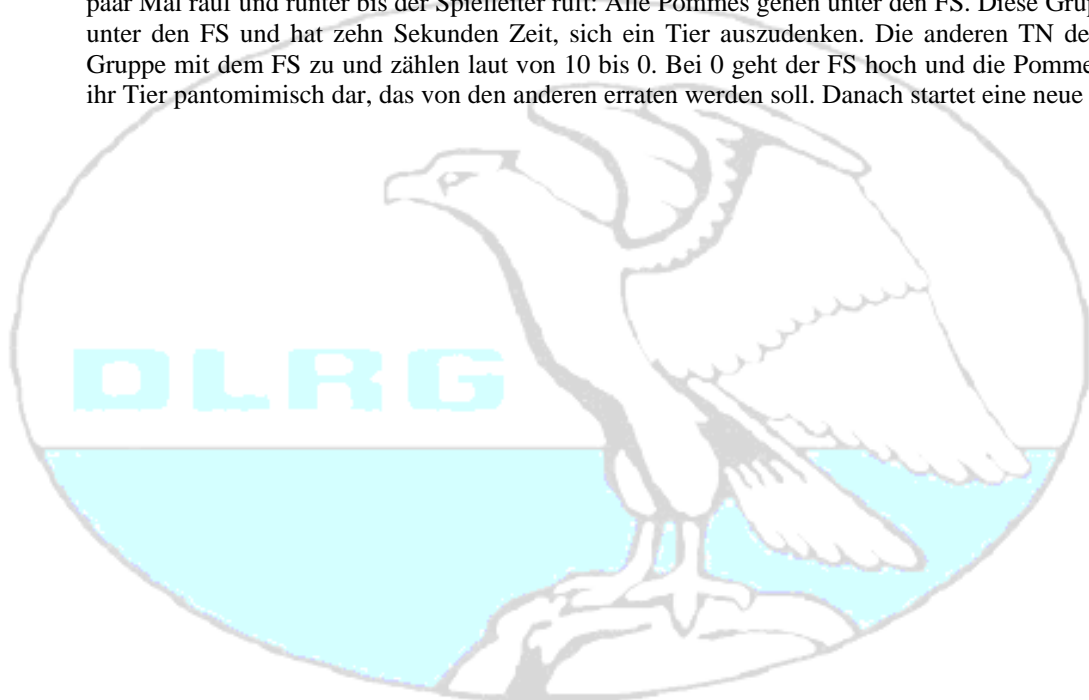 paar Mal rauf und runter bis der Spielleiter ruft: Alle Pommes gehen unter den FS. Diese
unter den FS und hat zehn Sekunden Zeit, sich ein Tier auszudenken. Die anderen TN
Gruppe mit dem FS zu und zählen laut von 10 bis 0. Bei 0 geht der FS hoch und die
ihr Tier pantomimisch dar, das von den anderen erraten werden soll. Danach startet eine neue
DLRG